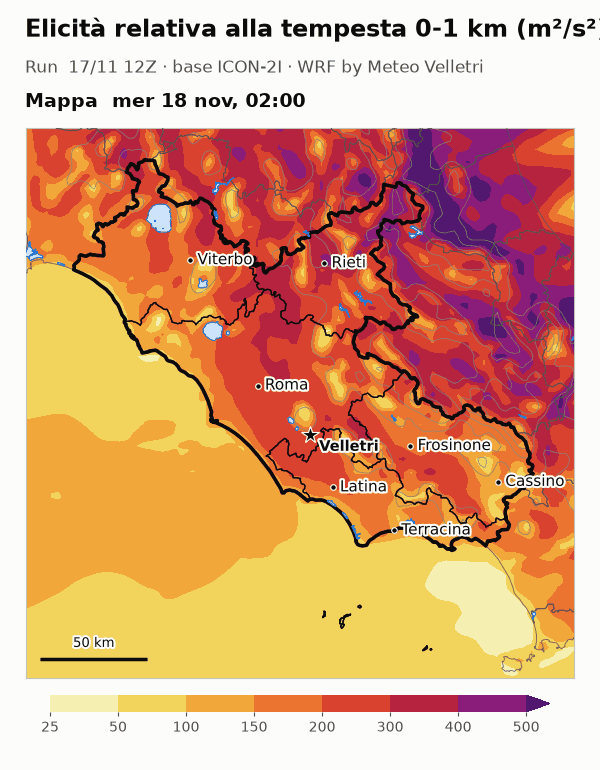 Elicità relativa alla tempesta 0-1 km (m²/s²)
Run 17/11 12Z · base ICON-2I · WRF by Meteo Velletri
Mappa mer 18 nov, 02:00
Viterbo
Rieti
Roma
Velletri
Frosinone
Cassino
Latina
Terracina
50 km
25 50 100 150 200 300 400 500